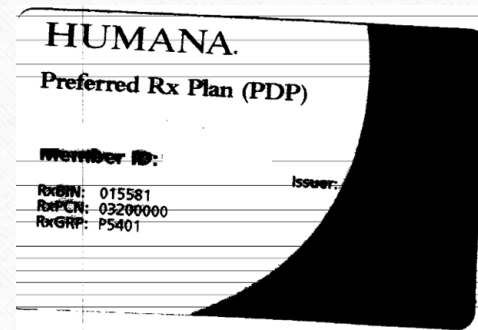 HUMANA.
Preferred Rx Plan (PDP)
Member ID:
Issuer:
RxBIN: 015581
RxPCN: 03200000
RxGRP: P5401